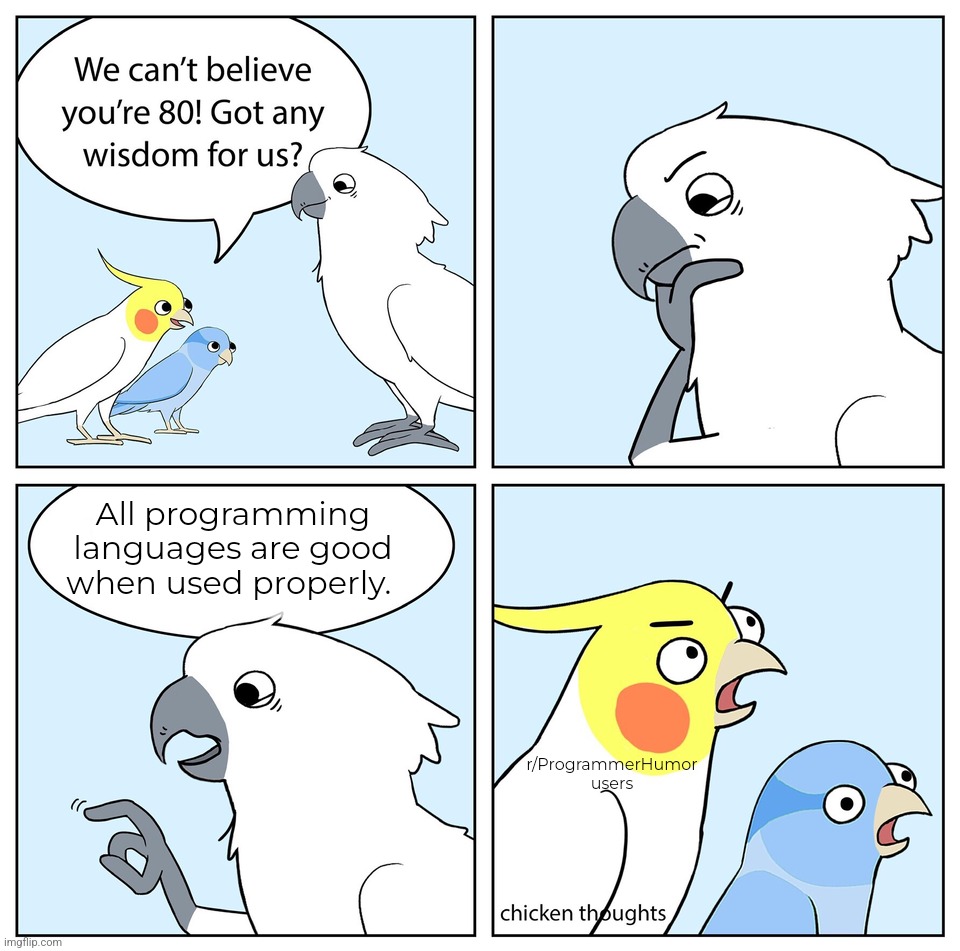 We can’t believe
you’re 80! Got any
wisdom for us?
All programming
languages are good
when used properly.
r/ProgrammerHumor
users
chicken thoughts
imgflip.com